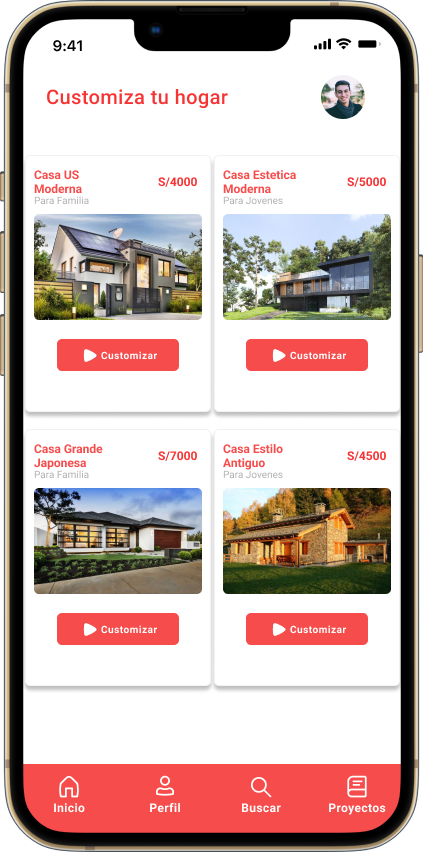 9:41
Customiza tu hogar
Casa US
Moderna
S/4000
Para Familia
Customizar
Casa Estetica
Moderna
S/5000
Para Jovenes
Customizar
Casa Grande
Japonesa
S/7000
Para Familia
Customizar
Casa Estilo
Antiguo
S/4500
Para Jovenes
Customizar
Inicio
Perfil
Buscar
Proyectos